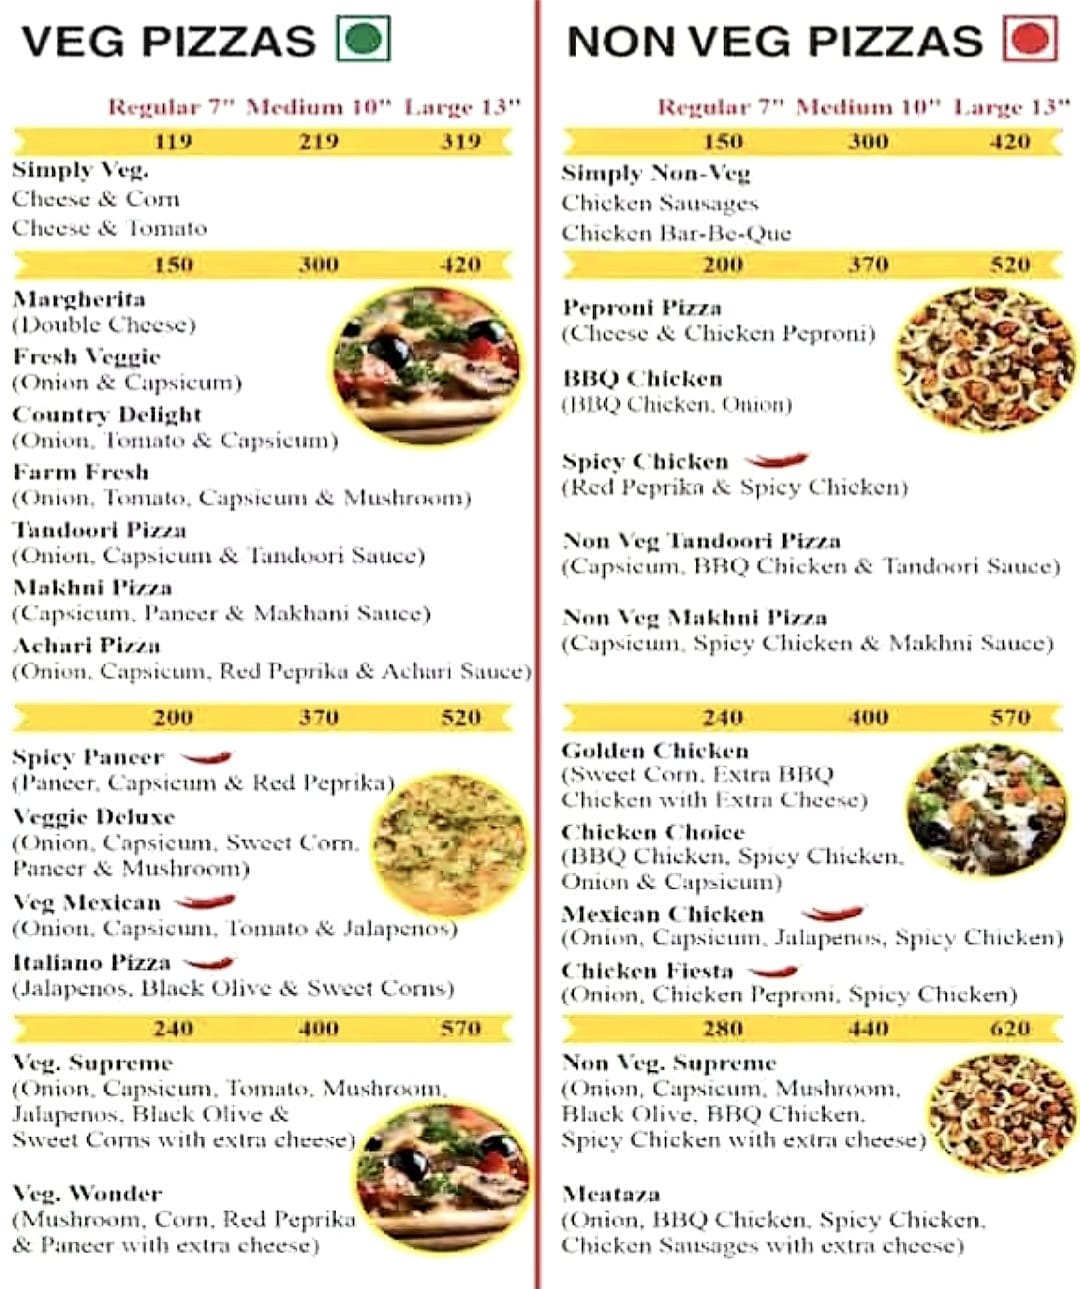 VEG PIZZAS
Regular 7" Medium 10" Large 13"
119 219 319
Simply Veg.
Cheese & Corn
Cheese & Tomato
150 300 420
Margherita
(Double Cheese)
Fresh Veggie
(Onion & Capsicum)
Country Delight
(Onion, Tomato & Capsicum)
Farm Fresh
(Onion, Tomato, Capsicum & Mushroom)
Tandoori Pizza
(Onion, Capsicum & Tandoori Sauce)
Makhni Pizza
(Capsicum, Paneer & Makhani Sauce)
Achari Pizza
(Onion, Capsicum, Red Peprika & Achari Sauce)
200 370 520
Spicy Paneer
(Paneer, Capsicum & Red Peprika)
Veggie Deluxe
(Onion, Capsicum, Sweet Corn,
Paneer & Mushroom)
Veg Mexican
(Onion, Capsicum, Tomato & Jalapenos)
Italiano Pizza
(Jalapenos, Black Olive & Sweet Corns)
240 400 570
Veg. Supreme
(Onion, Capsicum, Tomato, Mushroom,
Jalapenos, Black Olive &
Sweet Corns with extra cheese)
Veg. Wonder
(Mushroom, Corn, Red Peprika
& Paneer with extra cheese)
NON VEG PIZZAS
Regular 7" Medium 10" Large 13"
150 300 420
Simply Non-Veg
Chicken Sausages
Chicken Bar-Be-Que
200 370 520
Peproni Pizza
(Cheese & Chicken Peproni)
BBQ Chicken
(BBQ Chicken, Onion)
Spicy Chicken
(Red Peprika & Spicy Chicken)
Non Veg Tandoori Pizza
(Capsicum, BBQ Chicken & Tandoori Sauce)
Non Veg Makhni Pizza
(Capsicum, Spicy Chicken & Makhni Sauce)
240 400 570
Golden Chicken
(Sweet Corn, Extra BBQ
Chicken with Extra Cheese)
Chicken Choice
(BBQ Chicken, Spicy Chicken,
Onion & Capsicum)
Mexican Chicken
(Onion, Capsicum, Jalapenos, Spicy Chicken)
Chicken Fiesta
(Onion, Chicken Peproni, Spicy Chicken)
280 440 620
Non Veg. Supreme
(Onion, Capsicum, Mushroom,
Black Olive, BBQ Chicken,
Spicy Chicken with extra cheese)
Meataza
(Onion, BBQ Chicken, Spicy Chicken,
Chicken Sausages with extra cheese)